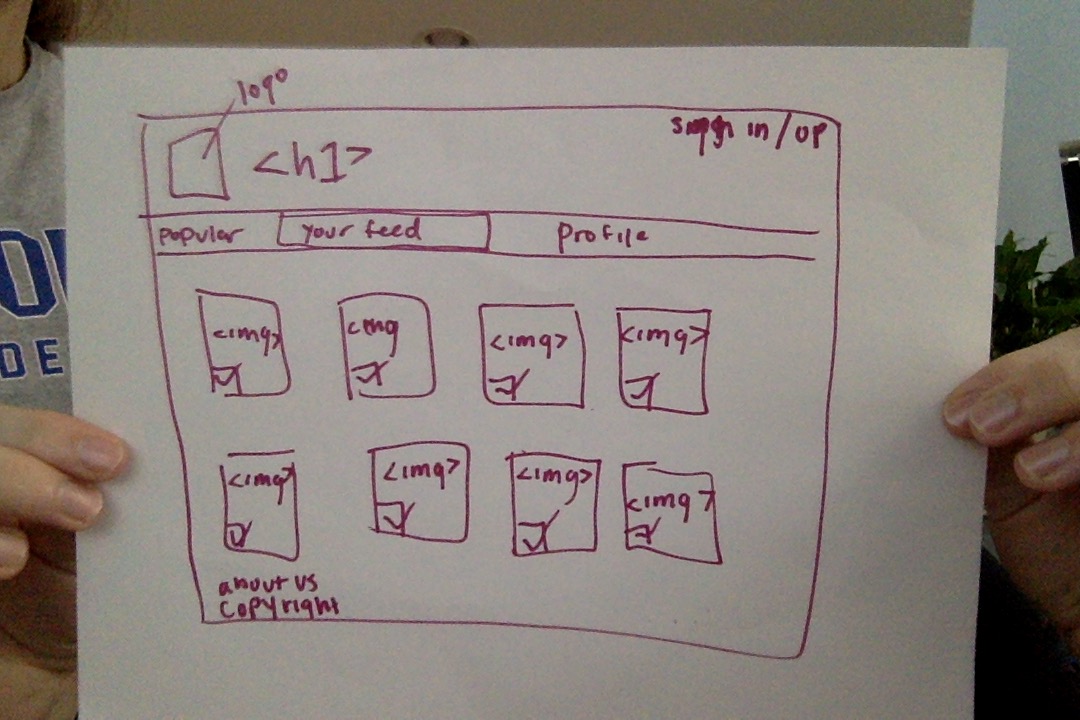 logo
<h1>
sign in / up
popular your feed Profile
<img> <img <img> <img>
<img> <img> <img> <img>
about us
copyright
DE